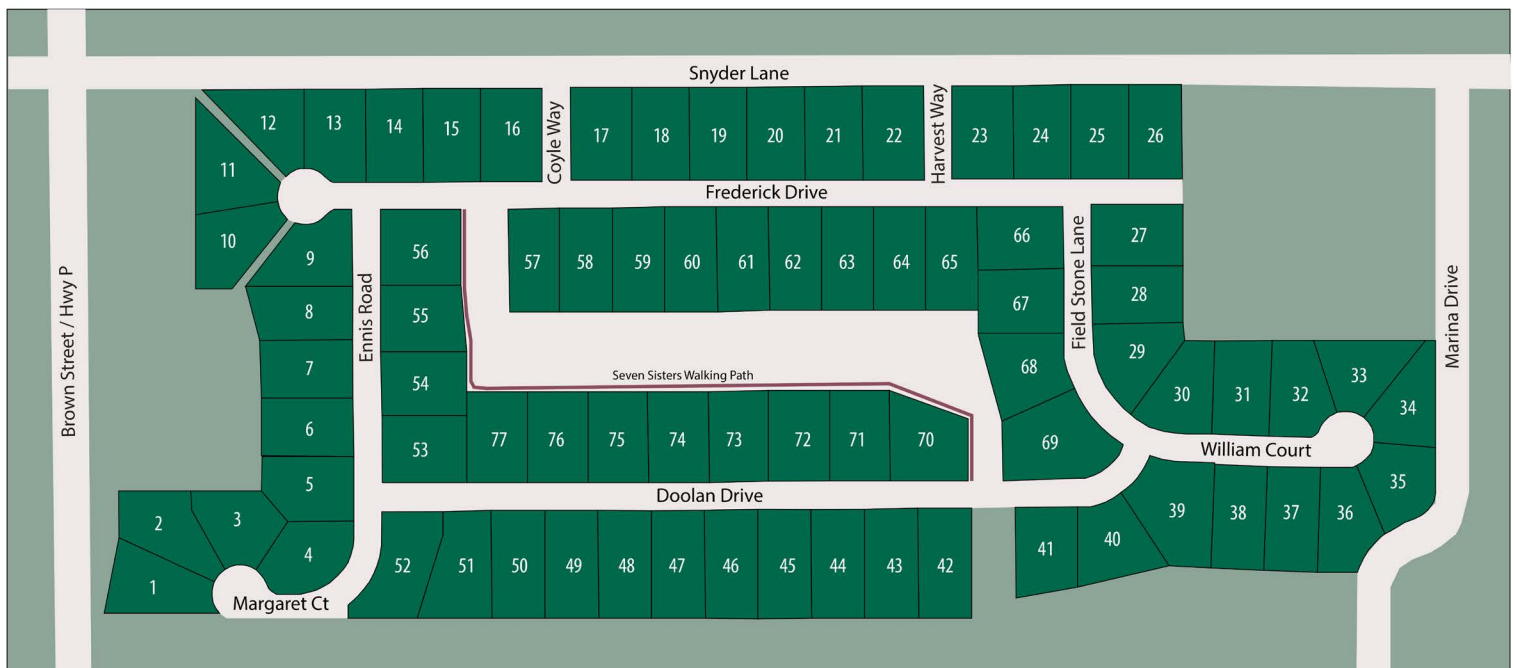 Snyder Lane
12 13 14 15 16 17 18 19 20 21 22 23 24 25 26
Coyle Way
Harvest Way
11
Frederick Drive
10
9 56 57 58 59 60 61 62 63 64 65 66 27
Brown Street / Hwy P
Ennis Road
Field Stone Lane
Marina Drive
8 55 67 28
7 54 68 29
Seven Sisters Walking Path
30 31 32 33 34
6 53 77 76 75 74 73 72 71 70 69
William Court
5
Doolan Drive
35
2 3 39 38 37 36
4 52 51 50 49 48 47 46 45 44 43 42 41 40
1
Margaret Ct